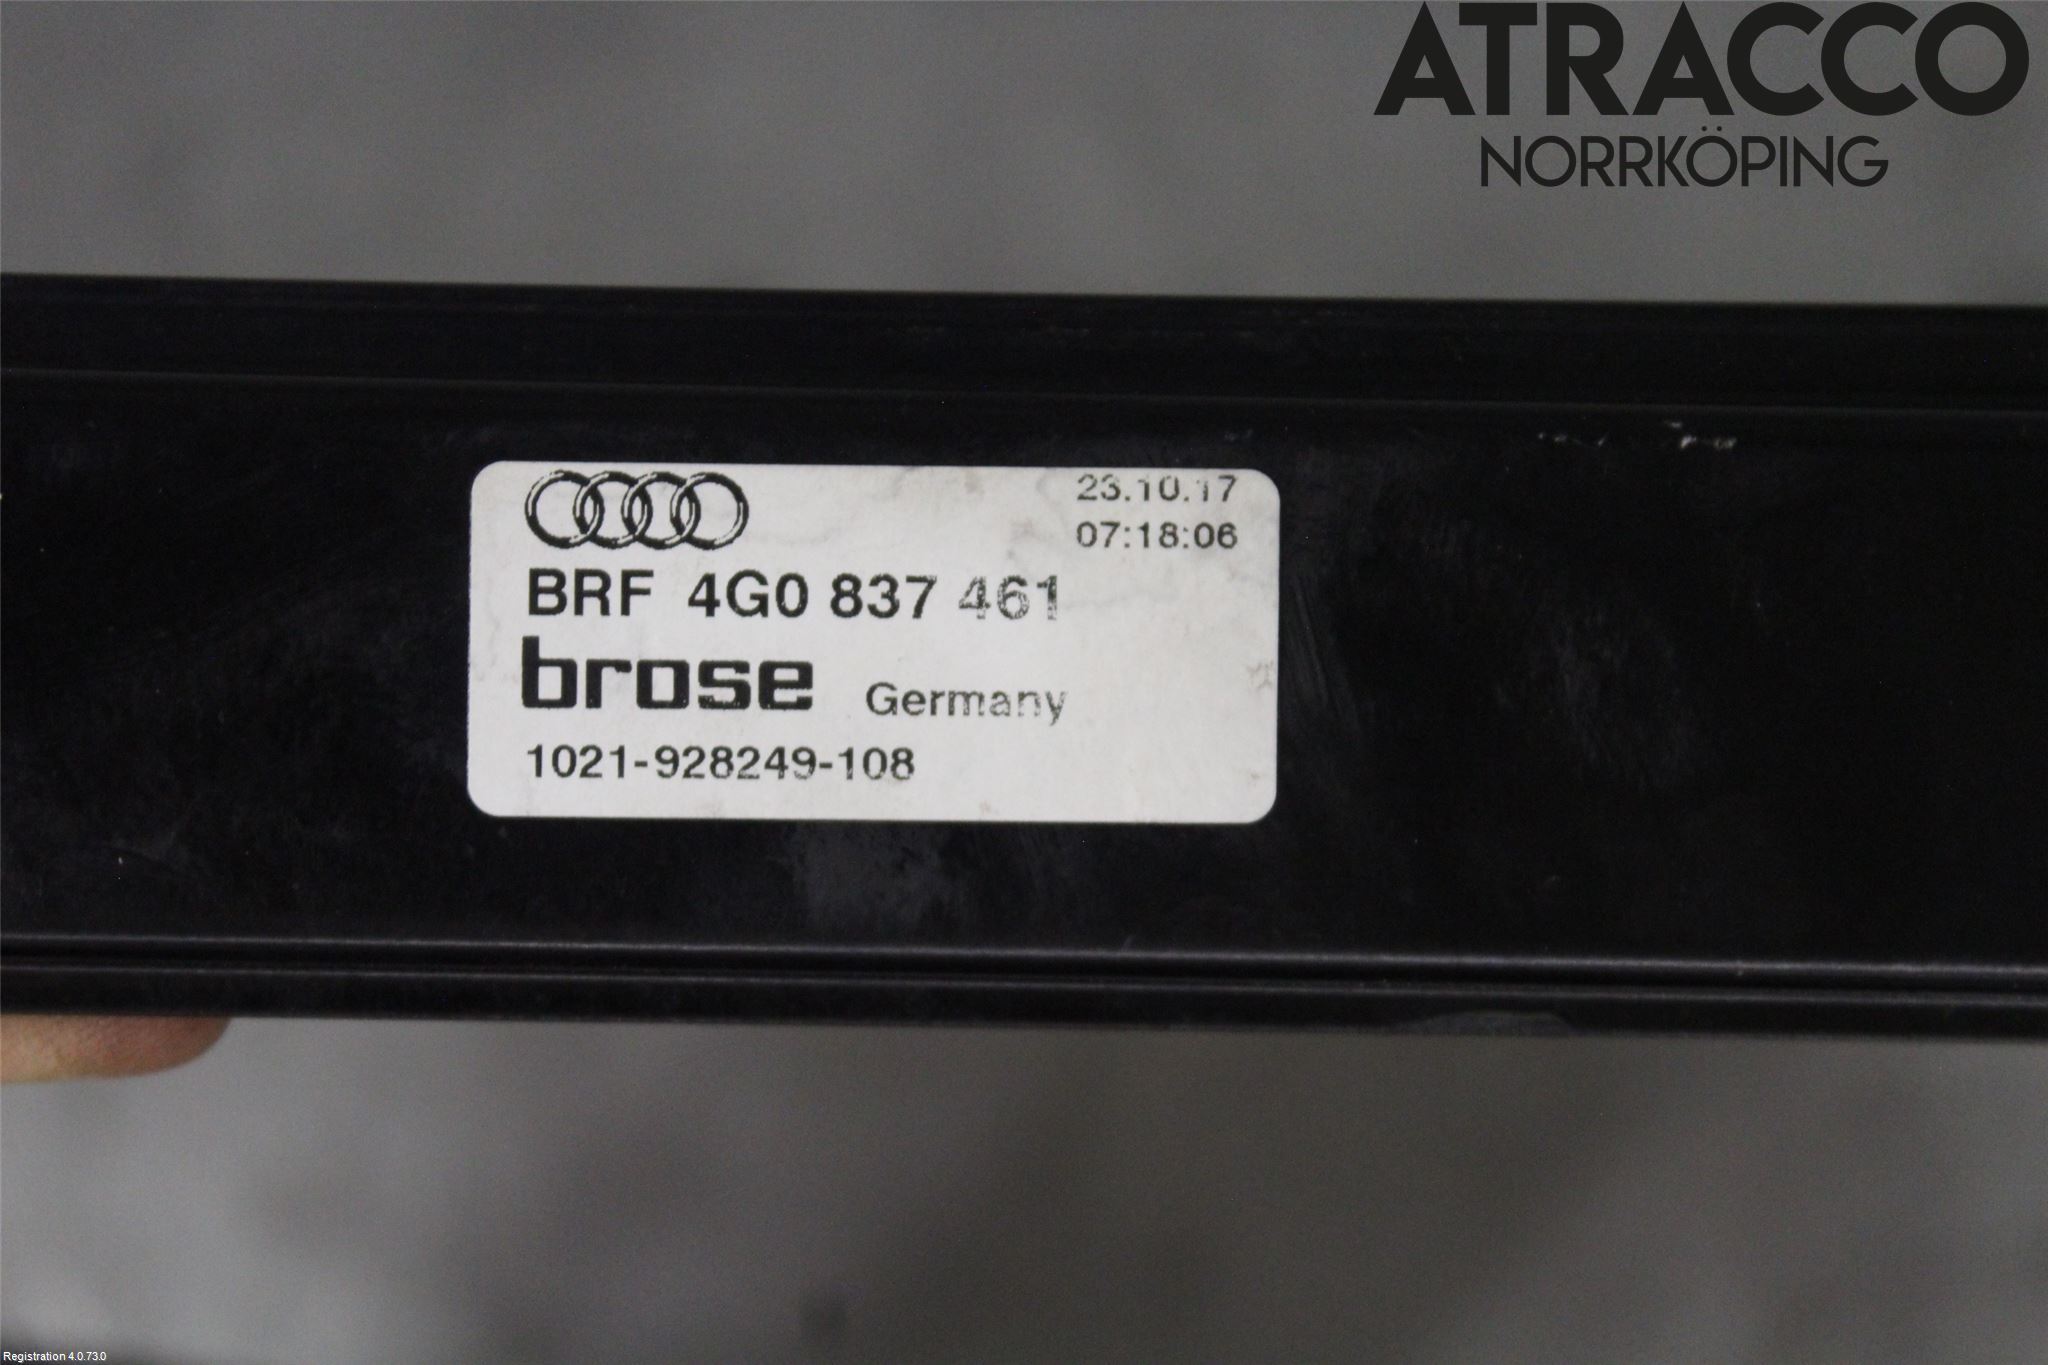 ATRACCO
NORRKÖPING
23.10.17
07:18:06
BRF 4G0 837 461
brose Germany
1021-928249-108
Registration 4.0.73.0